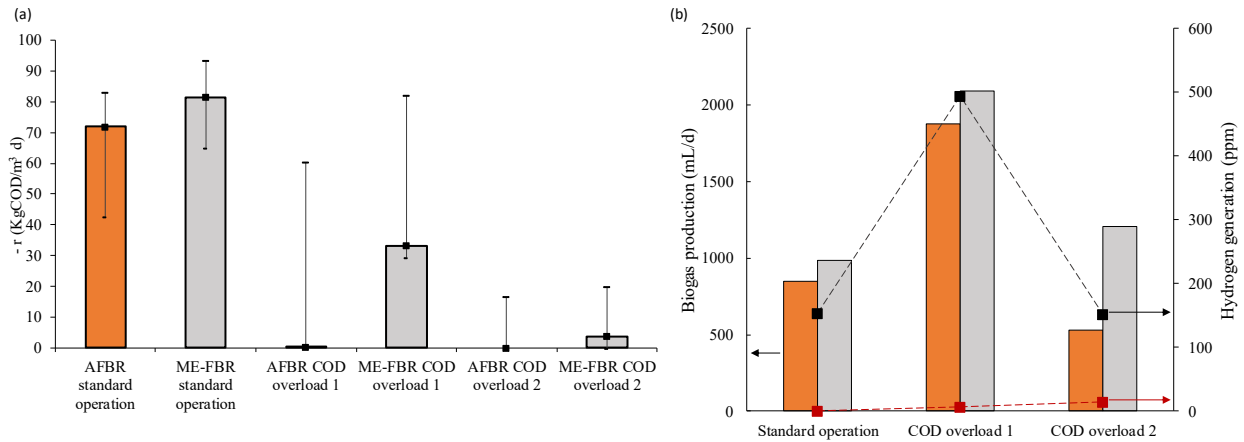 (a)
100
90
80
70
60
50
40
30
20
10
0
- r (KgCOD/m³ d)
AFBR standard operation
ME-FBR standard operation
AFBR COD overload 1
ME-FBR COD overload 1
AFBR COD overload 2
ME-FBR COD overload 2
(b)
2500
2000
1500
1000
500
0
Biogas production (mL/d)
600
500
400
300
200
100
0
Hydrogen generation (ppm)
Standard operation
COD overload 1
COD overload 2